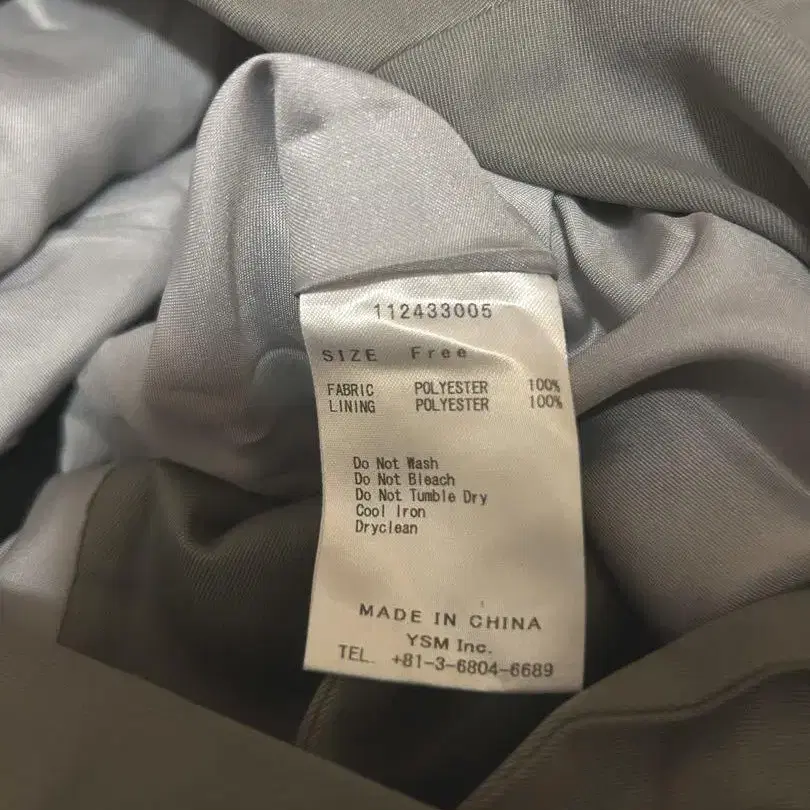 112433005
SIZE Free
FABRIC POLYESTER 100%
LINING POLYESTER 100%
Do Not Wash
Do Not Bleach
Do Not Tumble Dry
Cool Iron
Dryclean
MADE IN CHINA
YSM Inc.
TEL. +81-3-6804-6689